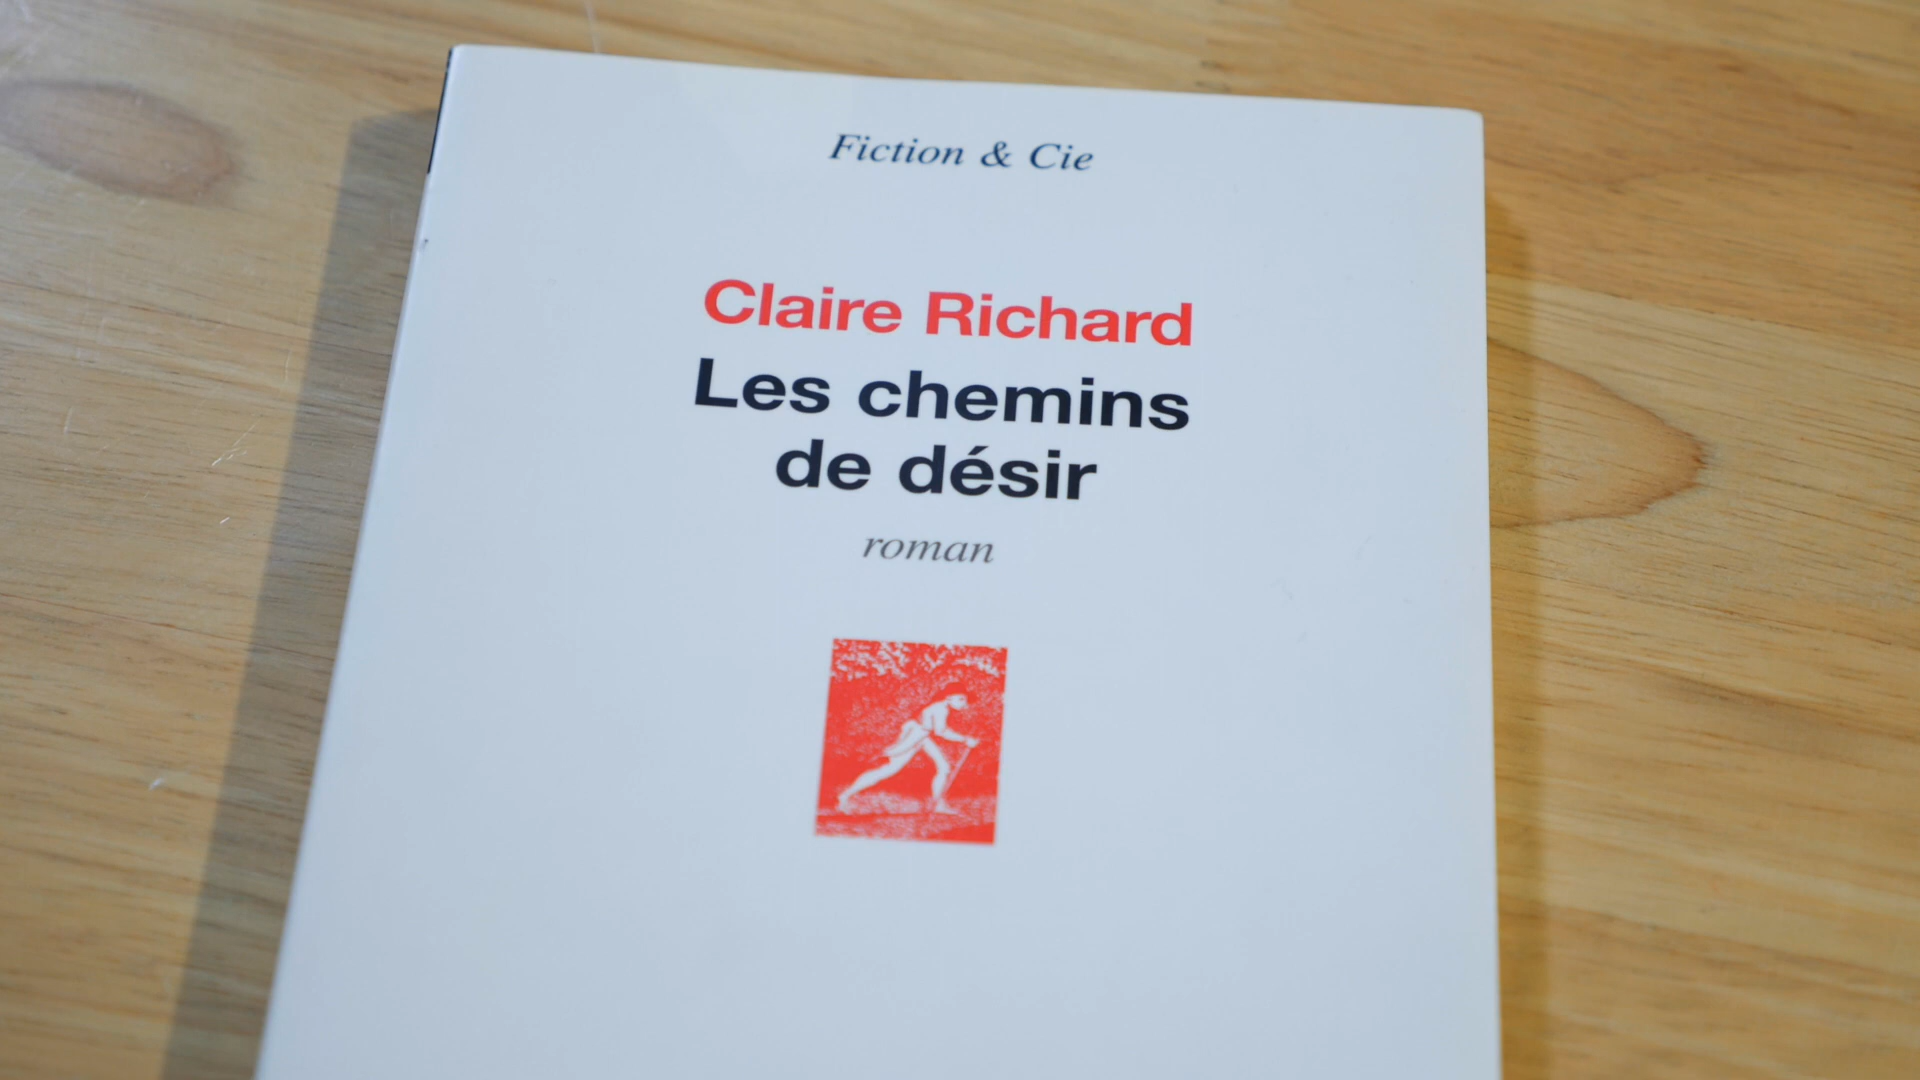 Fiction & Cie
Claire Richard
Les chemins
de désir
roman